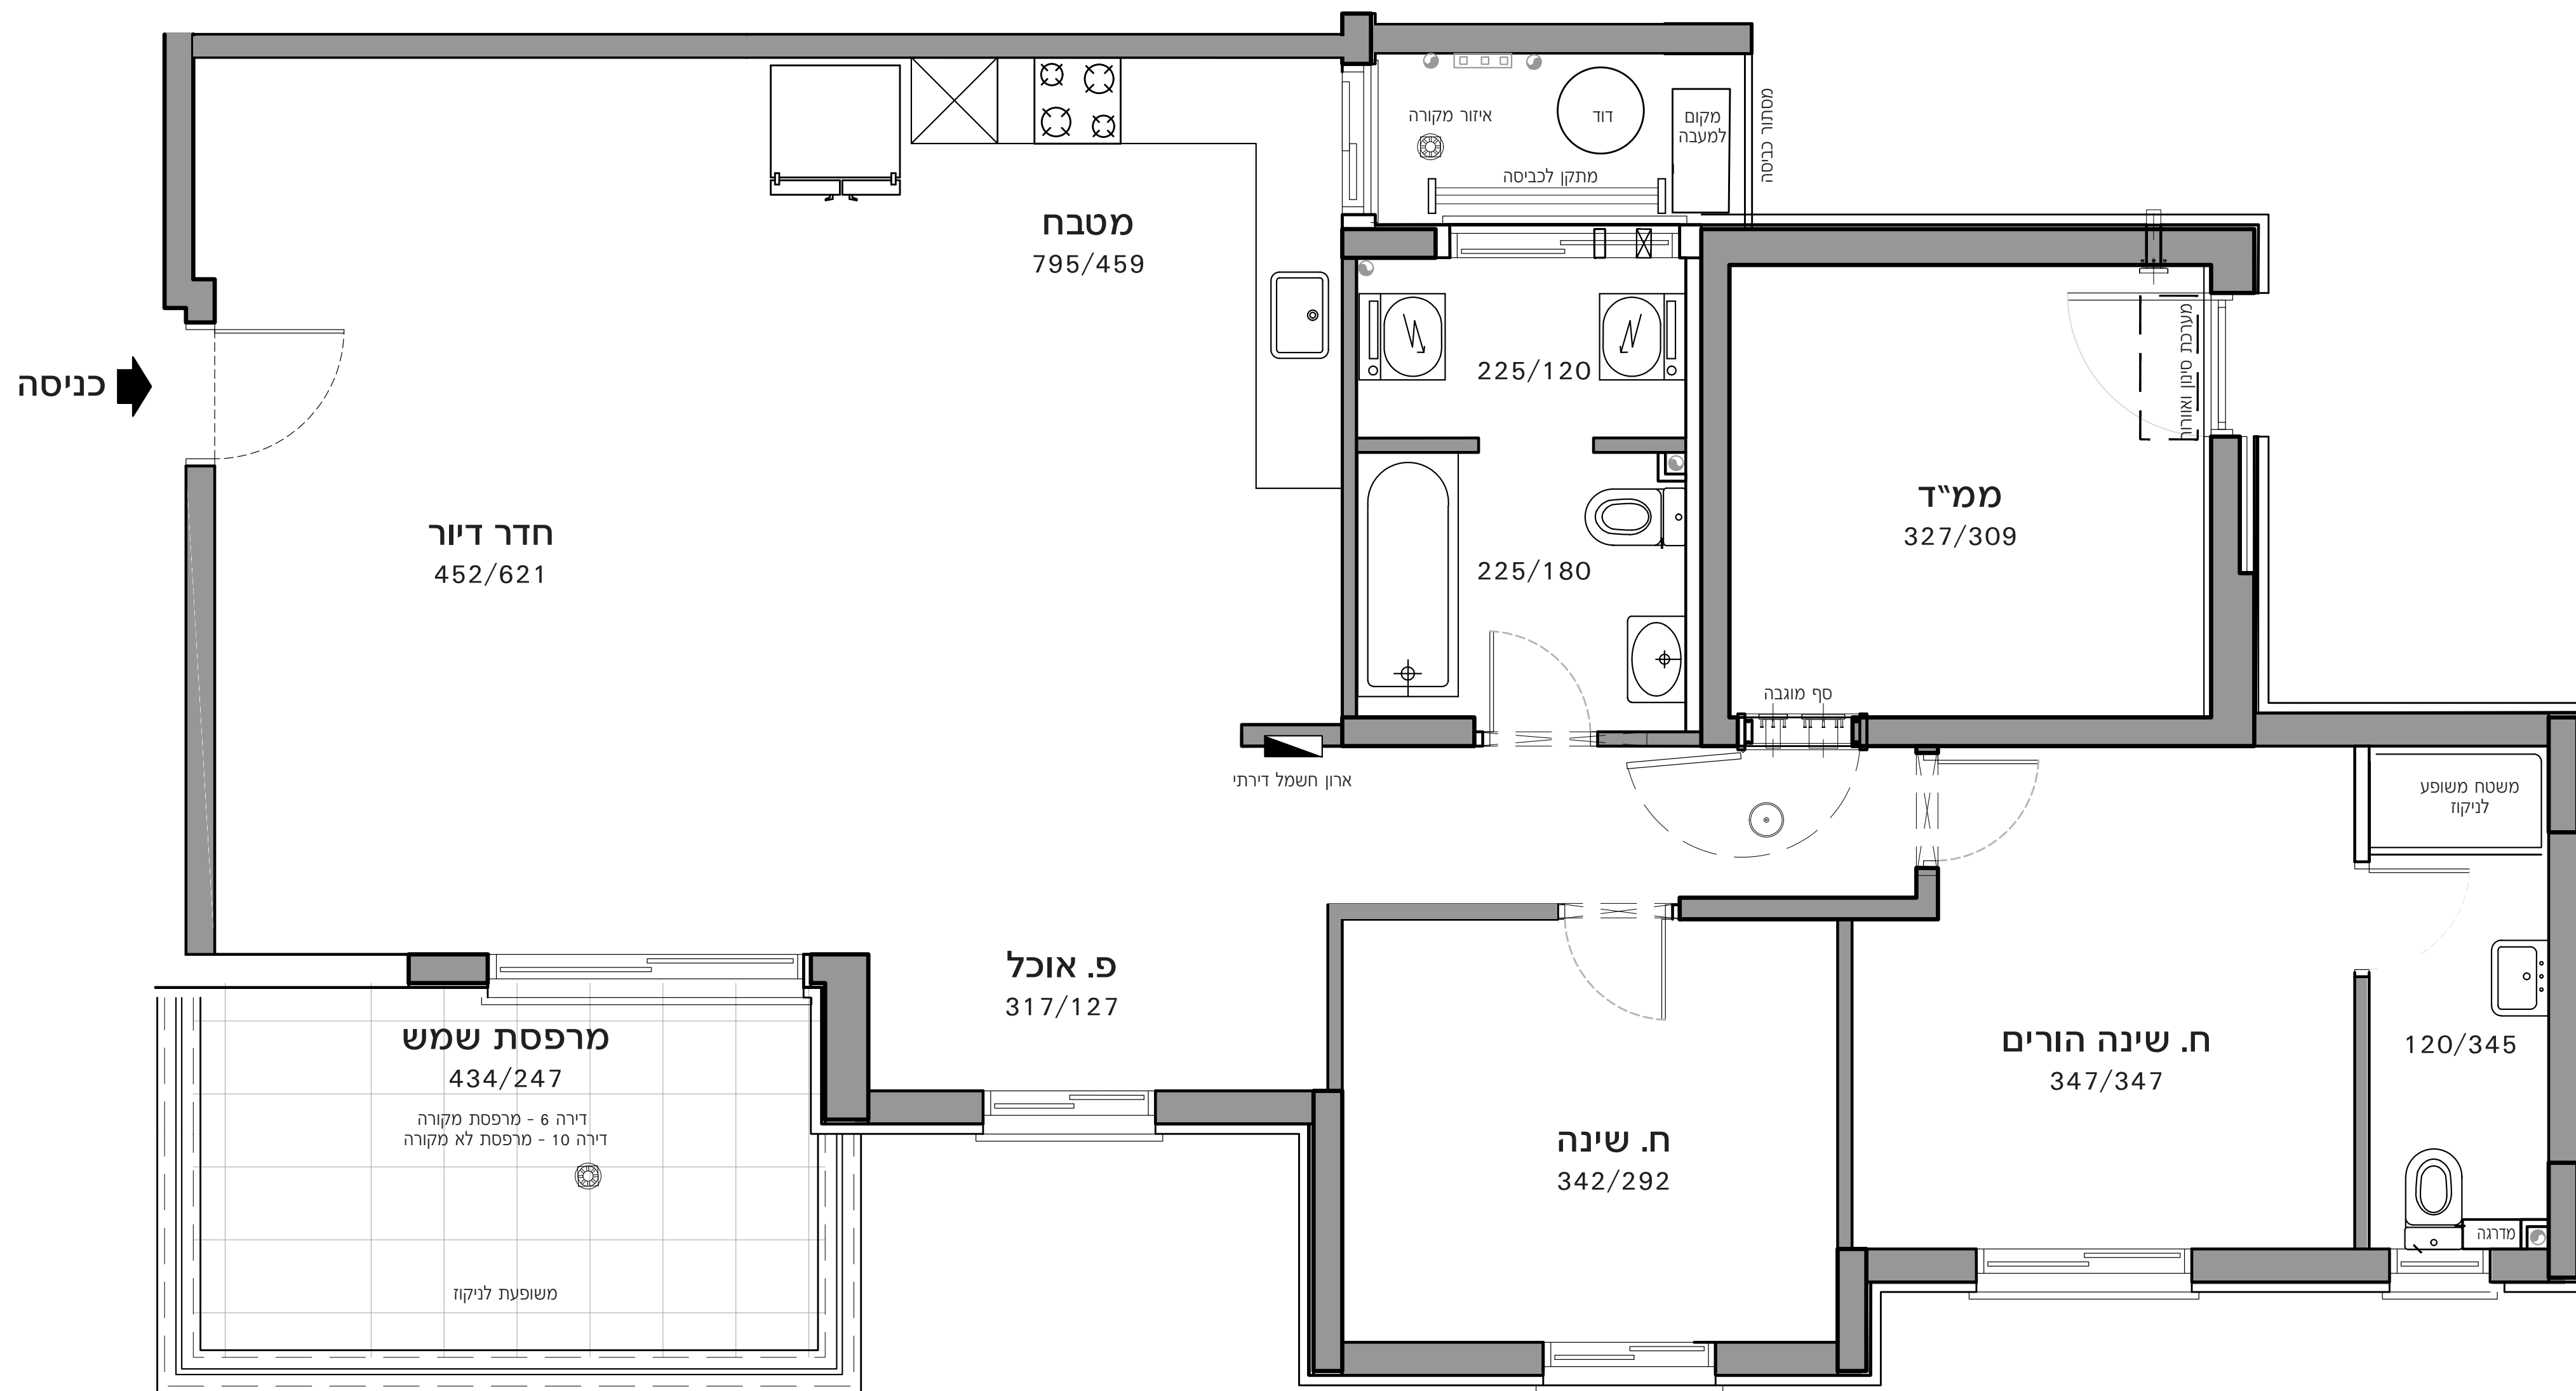 איזור מקורה
דוד
מקום
למעבה
מסתור כביסה
מתקן לכביסה
מטבח
795/459
כניסה
225/120
מערכת סינון ואוורור
ממ"ד
327/309
חדר דיור
452/621
225/180
סף מוגבה
ארון חשמל דירתי
משטח משופע
לניקוז
פ. אוכל
317/127
מרפסת שמש
434/247
דירה 6 - מרפסת מקורה
דירה 10 - מרפסת לא מקורה
משופעת לניקוז
ח. שינה
342/292
ח. שינה הורים
347/347
120/345
מדרגה